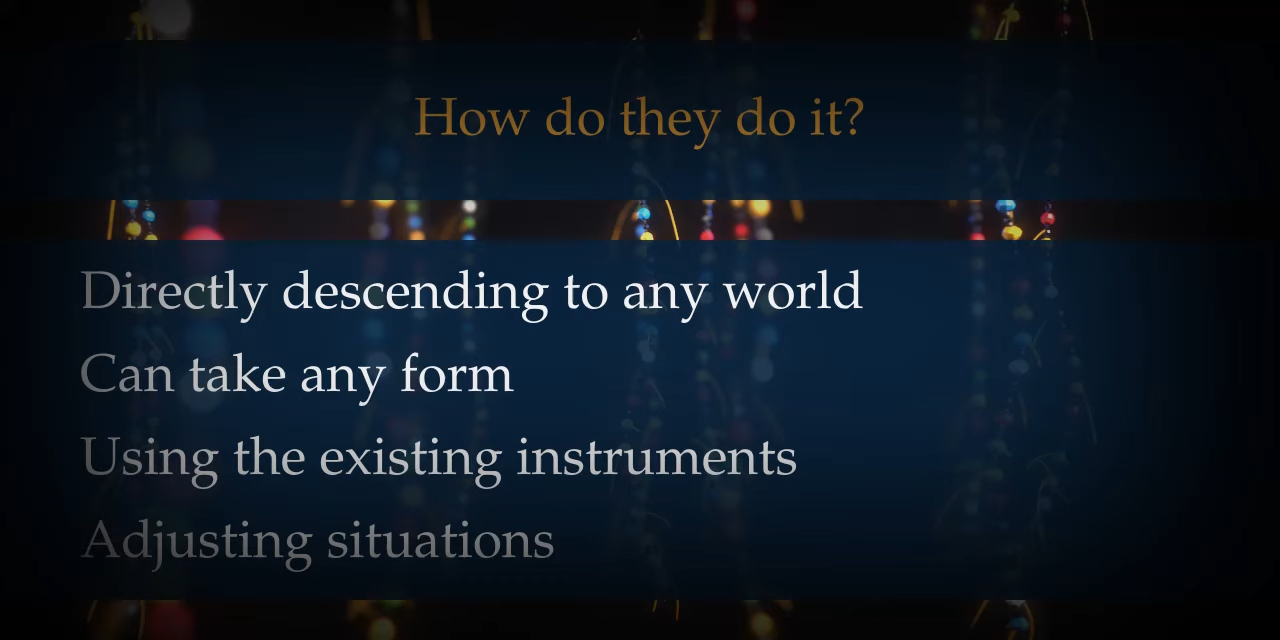 How do they do it?
Directly descending to any world
Can take any form
Using the existing instruments
Adjusting situations